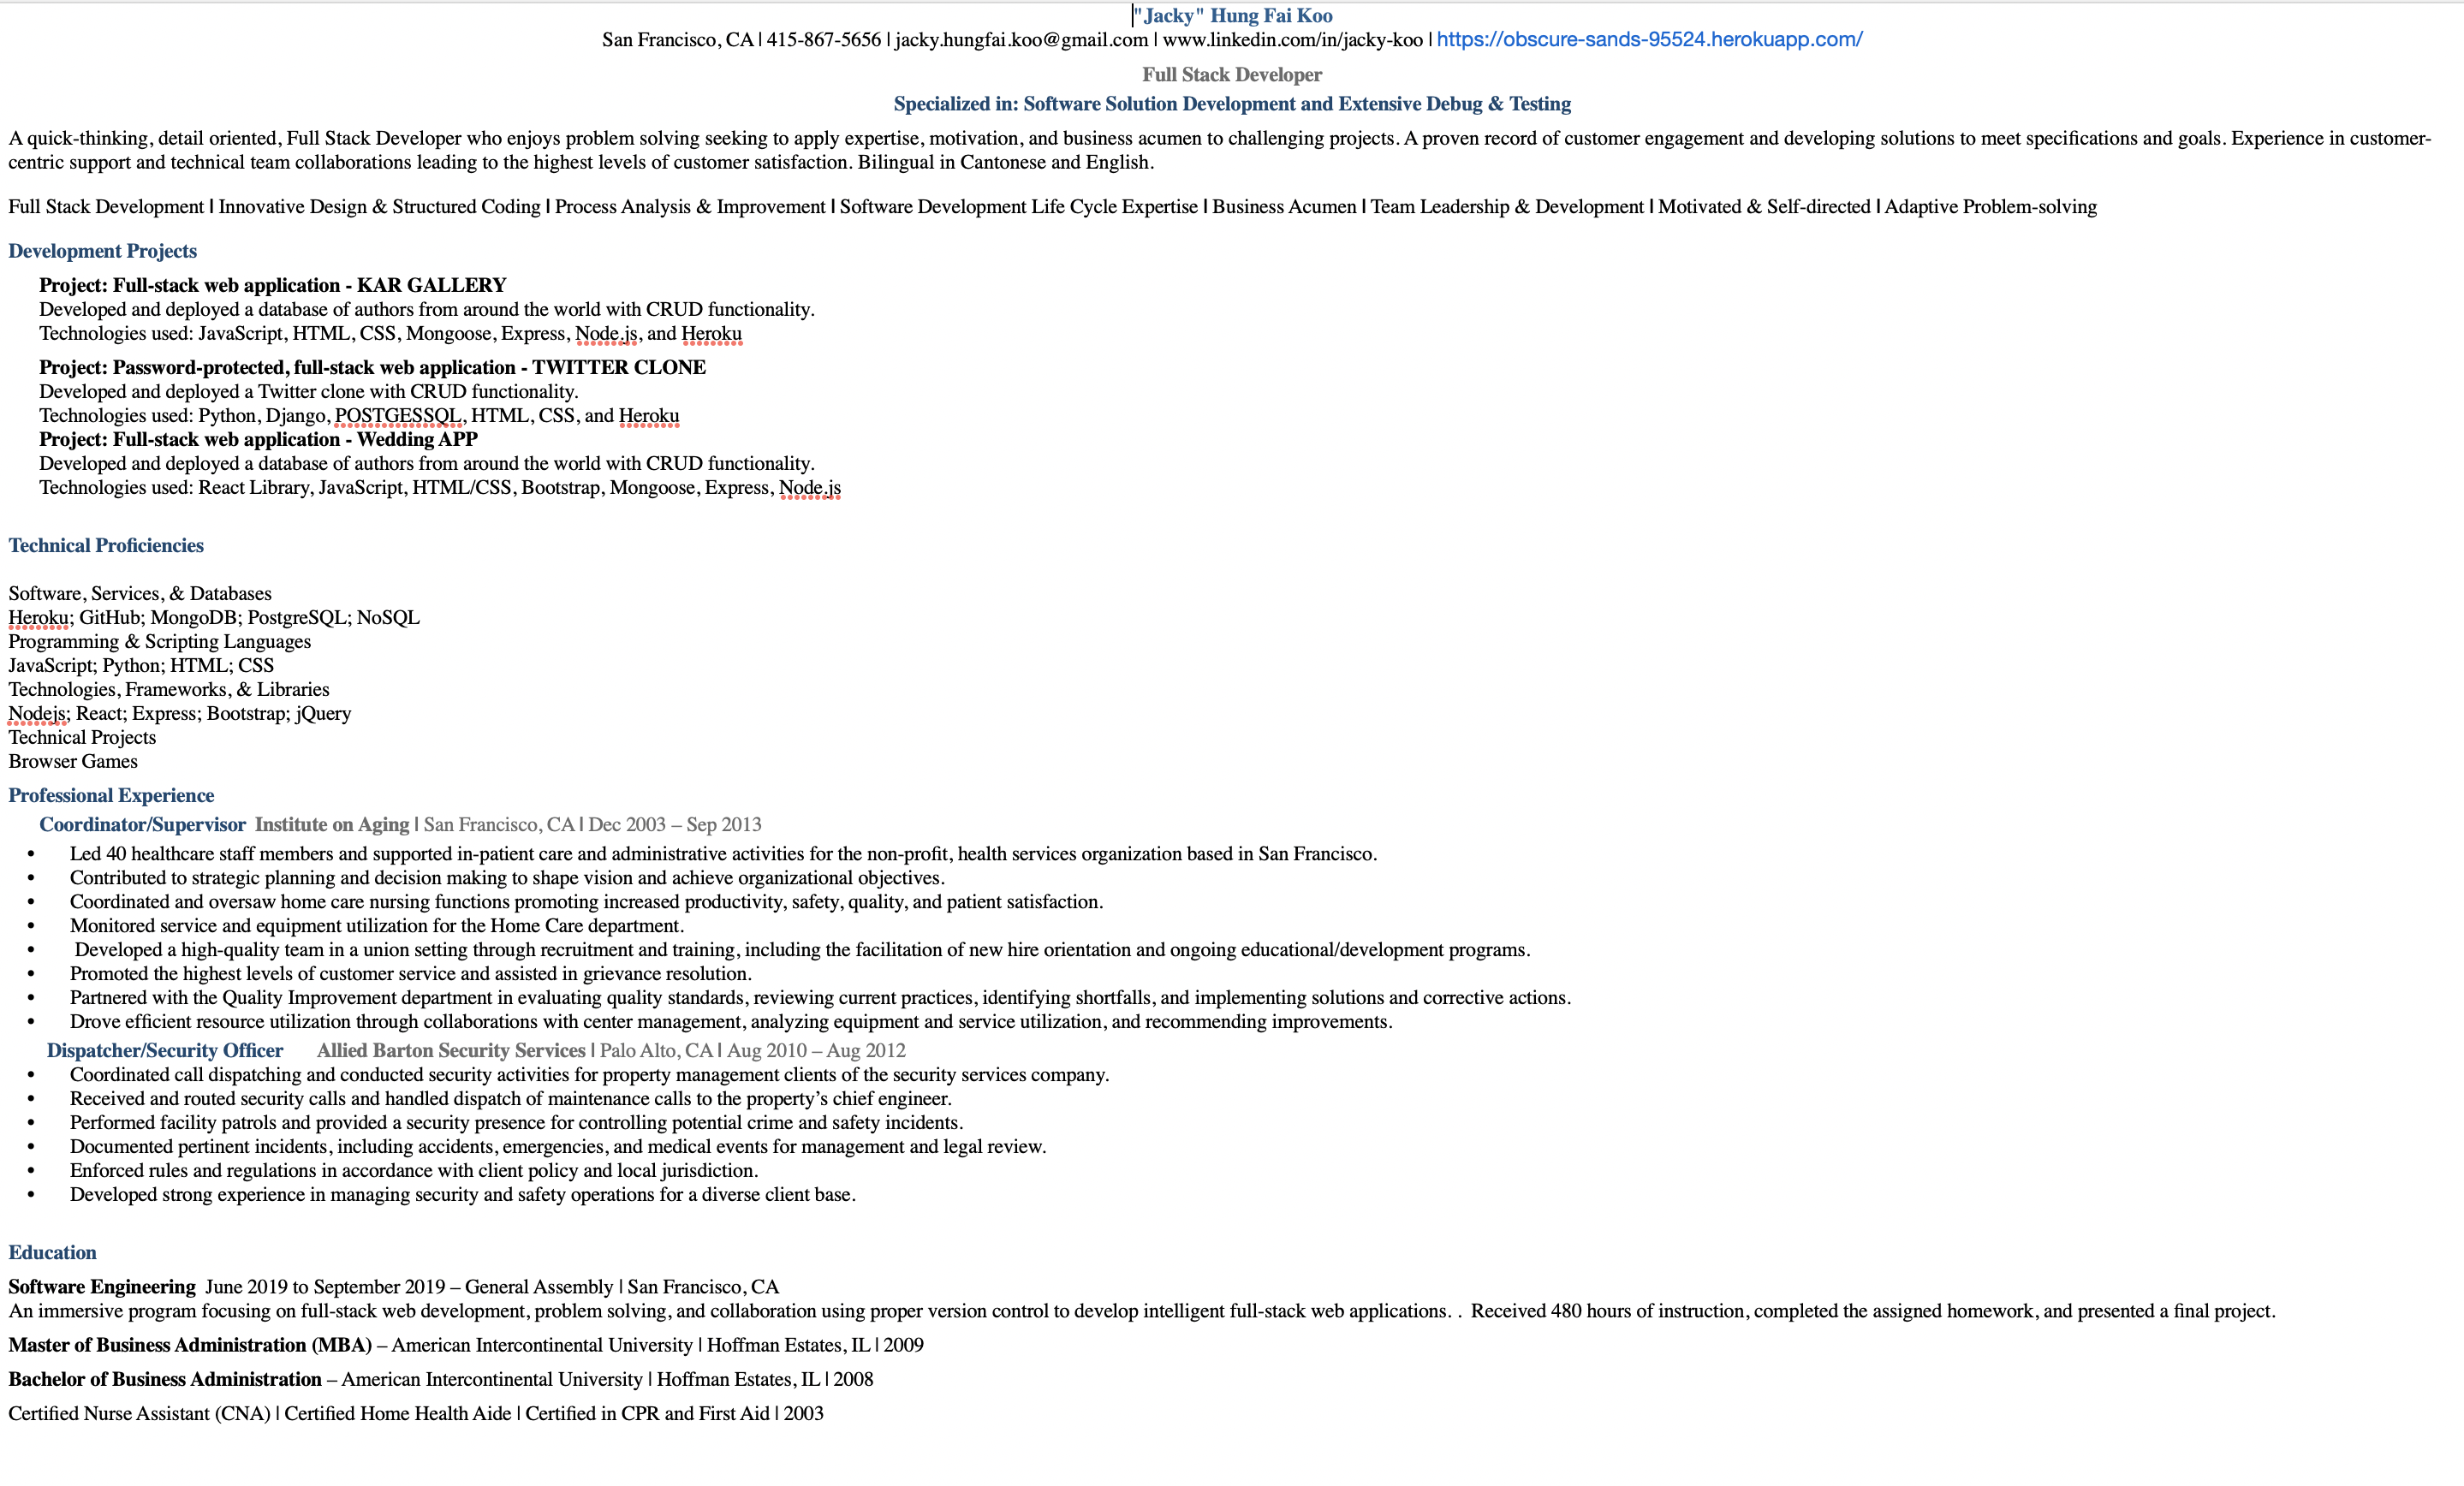 "Jacky" Hung Fai Koo
San Francisco, CA | 415-867-5656 | jacky.hungfai.koo@gmail.com | www.linkedin.com/in/jacky-koo | https://obscure-sands-95524.herokuapp.com/
Full Stack Developer
Specialized in: Software Solution Development and Extensive Debug & Testing
A quick-thinking, detail oriented, Full Stack Developer who enjoys problem solving seeking to apply expertise, motivation, and business acumen to challenging projects. A proven record of customer engagement and developing solutions to meet specifications and goals. Experience in customer-
centric support and technical team collaborations leading to the highest levels of customer satisfaction. Bilingual in Cantonese and English.
Full Stack Development | Innovative Design & Structured Coding | Process Analysis & Improvement | Software Development Life Cycle Expertise | Business Acumen | Team Leadership & Development | Motivated & Self-directed | Adaptive Problem-solving
Development Projects
Project: Full-stack web application - KAR GALLERY
Developed and deployed a database of authors from around the world with CRUD functionality.
Technologies used: JavaScript, HTML, CSS, Mongoose, Express, Node.js, and Heroku
Project: Password-protected, full-stack web application - TWITTER CLONE
Developed and deployed a Twitter clone with CRUD functionality.
Technologies used: Python, Django, POSTGESSQL, HTML, CSS, and Heroku
Project: Full-stack web application - Wedding APP
Developed and deployed a database of authors from around the world with CRUD functionality.
Technologies used: React Library, JavaScript, HTML/CSS, Bootstrap, Mongoose, Express, Node.js
Technical Proficiencies
Software, Services, & Databases
Heroku; GitHub; MongoDB; PostgreSQL; NoSQL
Programming & Scripting Languages
JavaScript; Python; HTML; CSS
Technologies, Frameworks, & Libraries
Nodejs; React; Express; Bootstrap; jQuery
Technical Projects
Browser Games
Professional Experience
Coordinator/Supervisor Institute on Aging | San Francisco, CA | Dec 2003 – Sep 2013
• Led 40 healthcare staff members and supported in-patient care and administrative activities for the non-profit, health services organization based in San Francisco.
• Contributed to strategic planning and decision making to shape vision and achieve organizational objectives.
• Coordinated and oversaw home care nursing functions promoting increased productivity, safety, quality, and patient satisfaction.
• Monitored service and equipment utilization for the Home Care department.
• Developed a high-quality team in a union setting through recruitment and training, including the facilitation of new hire orientation and ongoing educational/development programs.
• Promoted the highest levels of customer service and assisted in grievance resolution.
• Partnered with the Quality Improvement department in evaluating quality standards, reviewing current practices, identifying shortfalls, and implementing solutions and corrective actions.
• Drove efficient resource utilization through collaborations with center management, analyzing equipment and service utilization, and recommending improvements.
Dispatcher/Security Officer Allied Barton Security Services | Palo Alto, CA | Aug 2010 – Aug 2012
• Coordinated call dispatching and conducted security activities for property management clients of the security services company.
• Received and routed security calls and handled dispatch of maintenance calls to the property’s chief engineer.
• Performed facility patrols and provided a security presence for controlling potential crime and safety incidents.
• Documented pertinent incidents, including accidents, emergencies, and medical events for management and legal review.
• Enforced rules and regulations in accordance with client policy and local jurisdiction.
• Developed strong experience in managing security and safety operations for a diverse client base.
Education
Software Engineering June 2019 to September 2019 – General Assembly | San Francisco, CA
An immersive program focusing on full-stack web development, problem solving, and collaboration using proper version control to develop intelligent full-stack web applications. . Received 480 hours of instruction, completed the assigned homework, and presented a final project.
Master of Business Administration (MBA) – American Intercontinental University | Hoffman Estates, IL | 2009
Bachelor of Business Administration – American Intercontinental University | Hoffman Estates, IL | 2008
Certified Nurse Assistant (CNA) | Certified Home Health Aide | Certified in CPR and First Aid | 2003